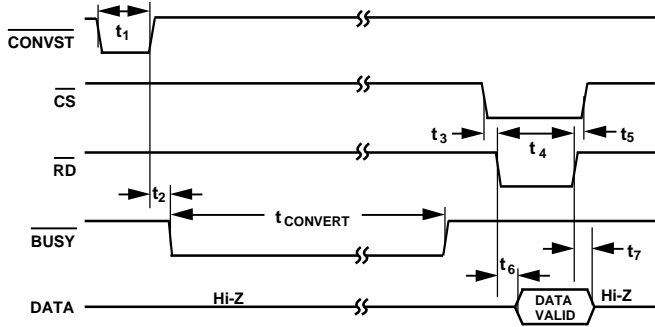 t1
CONVST
CS
t3
t4
t5
RD
t2
BUSY
tCONVERT
t6
t7
DATA
Hi-Z
DATA
VALID
Hi-Z